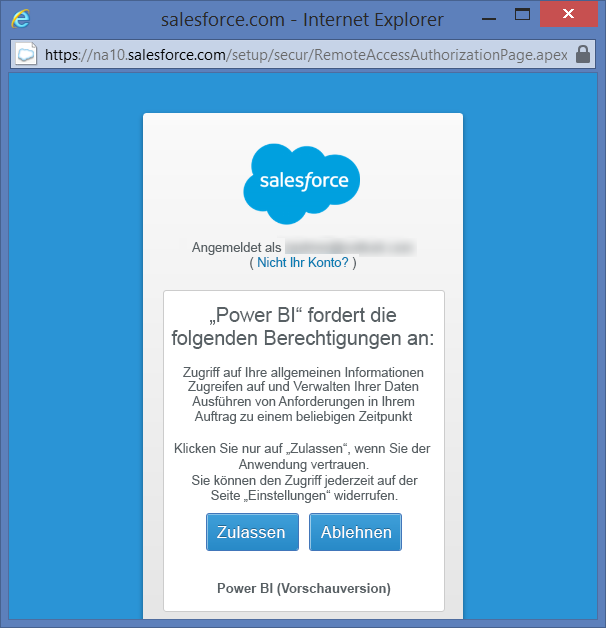 salesforce.com - Internet Explorer
https://na10.salesforce.com/setup/secur/RemoteAccessAuthorizationPage.apex
salesforce
Angemeldet als
( Nicht Ihr Konto? )
„Power BI“ fordert die
folgenden Berechtigungen an:
Zugriff auf Ihre allgemeinen Informationen
Zugreifen auf und Verwalten Ihrer Daten
Ausführen von Anforderungen in Ihrem
Auftrag zu einem beliebigen Zeitpunkt
Klicken Sie nur auf „Zulassen“, wenn Sie der
Anwendung vertrauen.
Sie können den Zugriff jederzeit auf der
Seite „Einstellungen“ widerrufen.
Zulassen Ablehnen
Power BI (Vorschauversion)